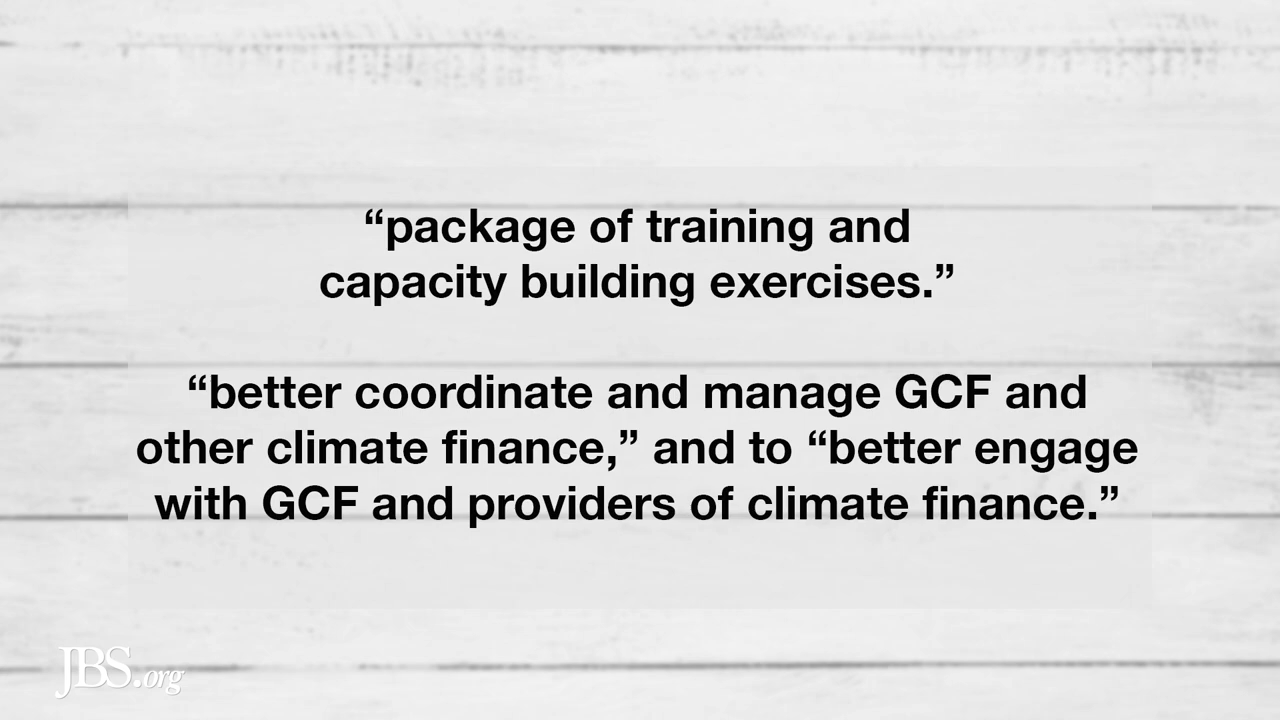 “package of training and
capacity building exercises.”
“better coordinate and manage GCF and
other climate finance,” and to “better engage
with GCF and providers of climate finance.”
JBS.org